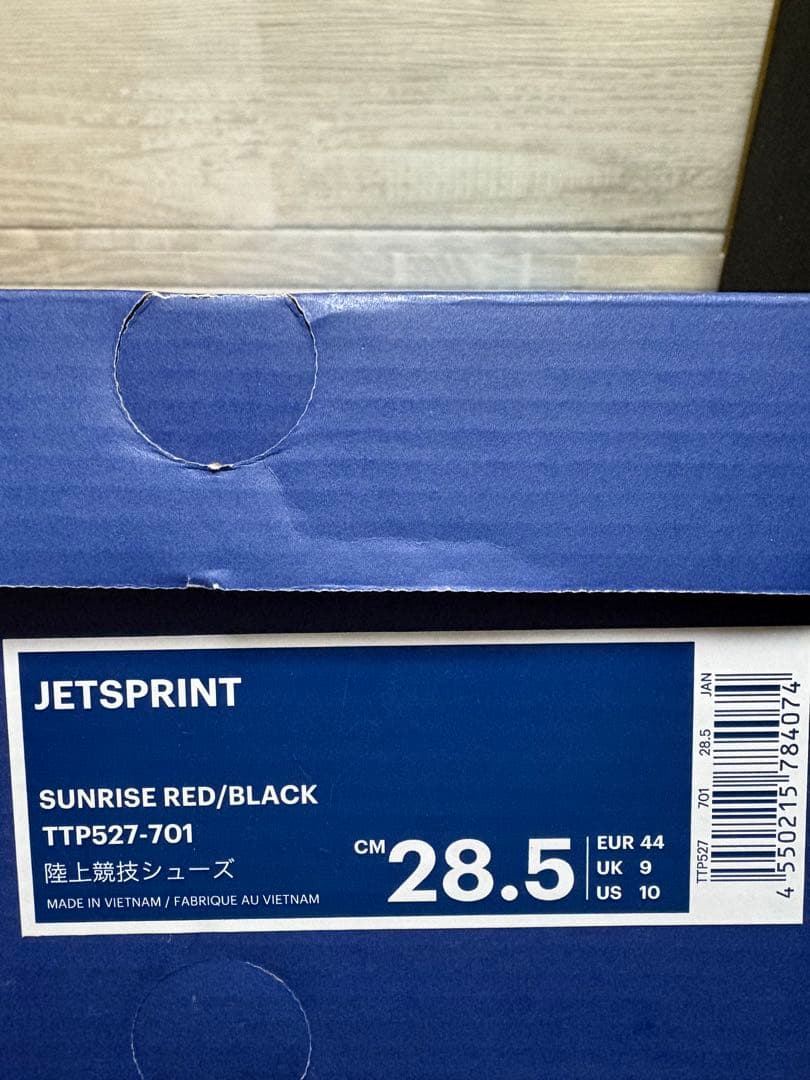 JETSPRINT
SUNRISE RED/BLACK
TTP527-701
陸上競技シューズ
MADE IN VIETNAM / FABRIQUE AU VIETNAM
CM 28.5
EUR 44
UK 9
US 10
TTP527 701 28.5 JAN
4 550215 784074